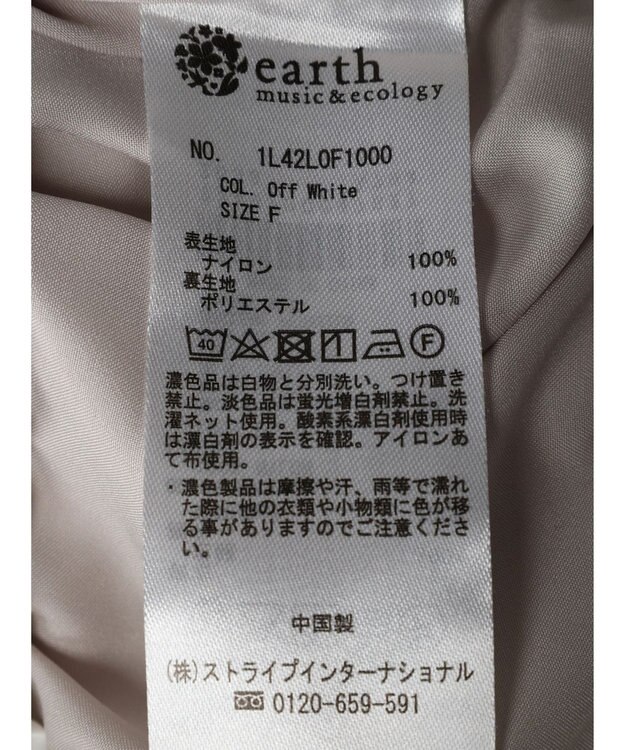 earth
music&ecology
NO. 1L42L0F1000
COL. Off White
SIZE F
表生地
ナイロン 100%
裏生地
ポリエステル 100%
40
F
濃色品は白物と分別洗い。つけ置き
禁止。淡色品は蛍光増白剤禁止。洗
濯ネット使用。酸素系漂白剤使用時
は漂白剤の表示を確認。アイロンあ
て布使用。
・濃色製品は摩擦や汗、雨等で濡れ
た際に他の衣類や小物類に色が移
る事がありますのでご注意くださ
い。
中国製
(株)ストライプインターナショナル
0120-659-591